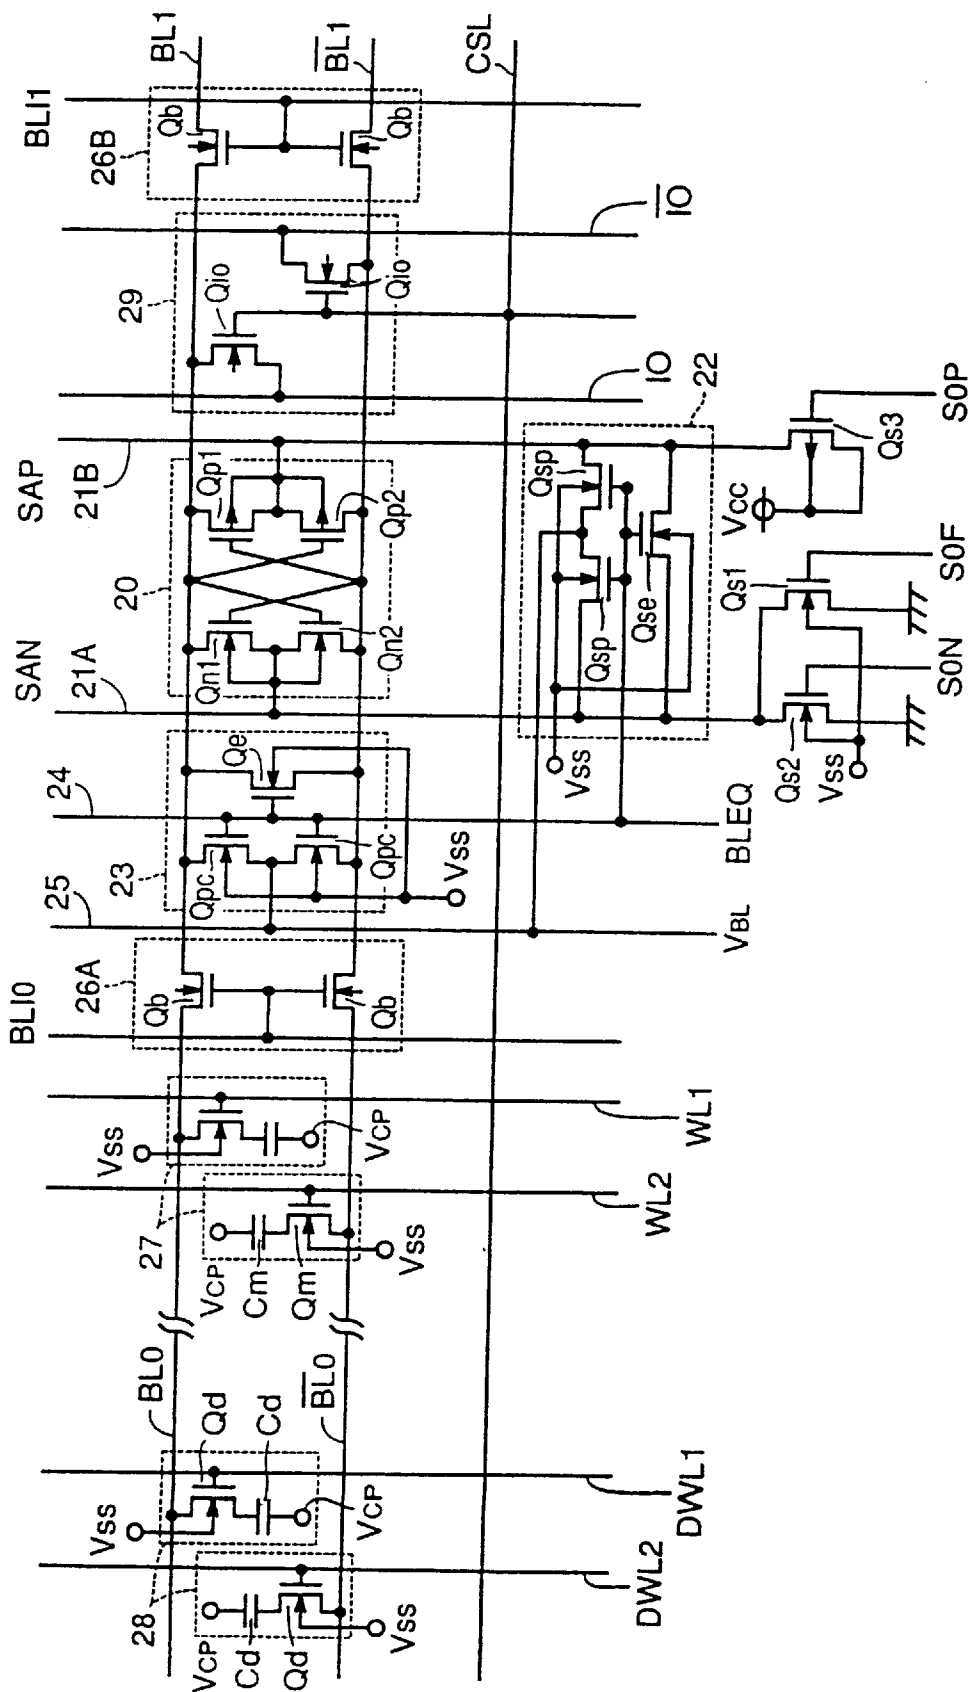 BLI1
26B
Qb
BL1
Qb
BL1
CSL
29
Qio
Qio
IO
IO
SAP
21B
20
Qp1
Qp2
Qn1
Qn2
SAN
21A
22
Qsp
Qsp
Qse
Vss
Vcc
Qs3
S0P
Qs1
S0F
Qs2
S0N
Vss
24
23
25
Qe
Qpc
Qpc
Vss
BLEQ
VBL
BLI0
26A
Qb
Qb
Vss
VCP
WL1
27
VCP
Cm
Qm
Vss
WL2
BL0
BL0
Vss
Qd
Cd
VCP
DWL1
28
VCP
Cd
Qd
Vss
DWL2